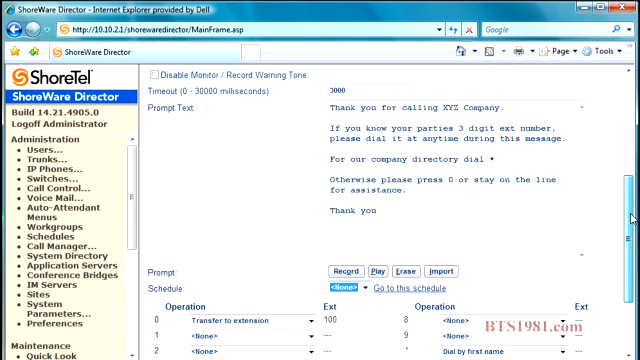 ShoreWare Director - Internet Explorer provided by Dell
http://10.10.2.1/shorewaredirector/MainFrame.asp
Google
ShoreWare Director
Page
Tools
ShoreTel
ShoreWare Director
Build 14.21.4905.0
Logoff Administrator
Administration
Users...
Trunks...
IP Phones...
Switches...
Call Control...
Voice Mail...
Auto-Attendant
Menus
Workgroups
Schedules
Call Manager...
System Directory
Application Servers
Conference Bridges
IM Servers
Sites
System
Parameters...
Preferences
Maintenance
Quick Look
Disable Monitor / Record Warning Tone
Timeout (0 - 30000 milliseconds)
3000
Prompt Text:
Thank you for calling XYZ Company.
If you know your parties 3 digit ext number,
please dial it at anytime during this message.
For our company directory dial *
Otherwise please press 0 or stay on the line
for assistance.
Thank you
Prompt:
Record Play Erase Import
Schedule:
<None>
Go to this schedule
Operation Ext Operation Ext
0 Transfer to extension 100 8 <None> ---
1 <None> --- 9 <None> ---
2 <None> --- * Dial by first name ---
BTS1981.com